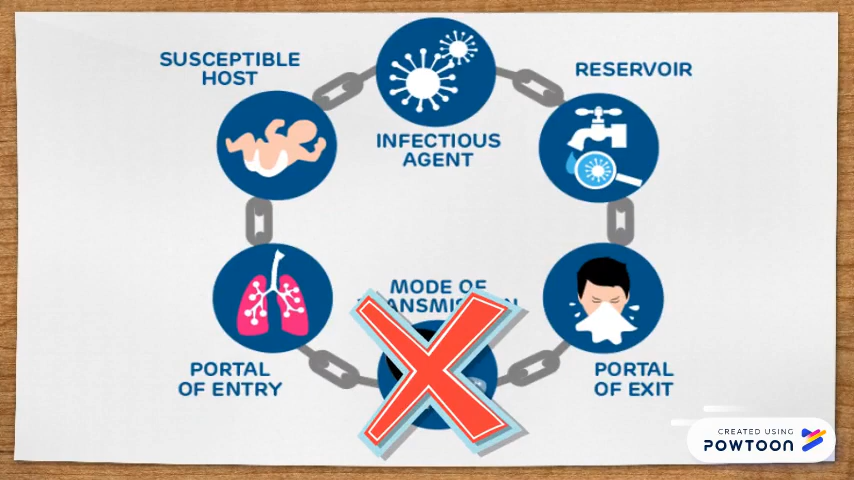 SUSCEPTIBLE
HOST
INFECTIOUS
AGENT
RESERVOIR
MODE OF
PORTAL
OF ENTRY
PORTAL
OF EXIT
CREATED USING
POWTOON